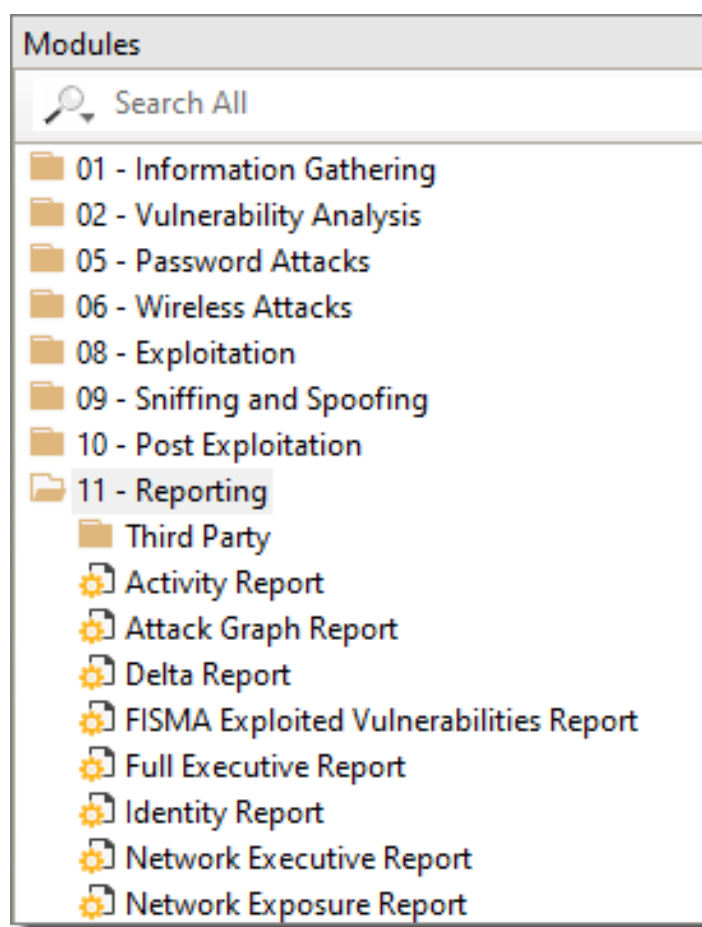 Modules
Search All
01 - Information Gathering
02 - Vulnerability Analysis
05 - Password Attacks
06 - Wireless Attacks
08 - Exploitation
09 - Sniffing and Spoofing
10 - Post Exploitation
11 - Reporting
Third Party
Activity Report
Attack Graph Report
Delta Report
FISMA Exploited Vulnerabilities Report
Full Executive Report
Identity Report
Network Executive Report
Network Exposure Report